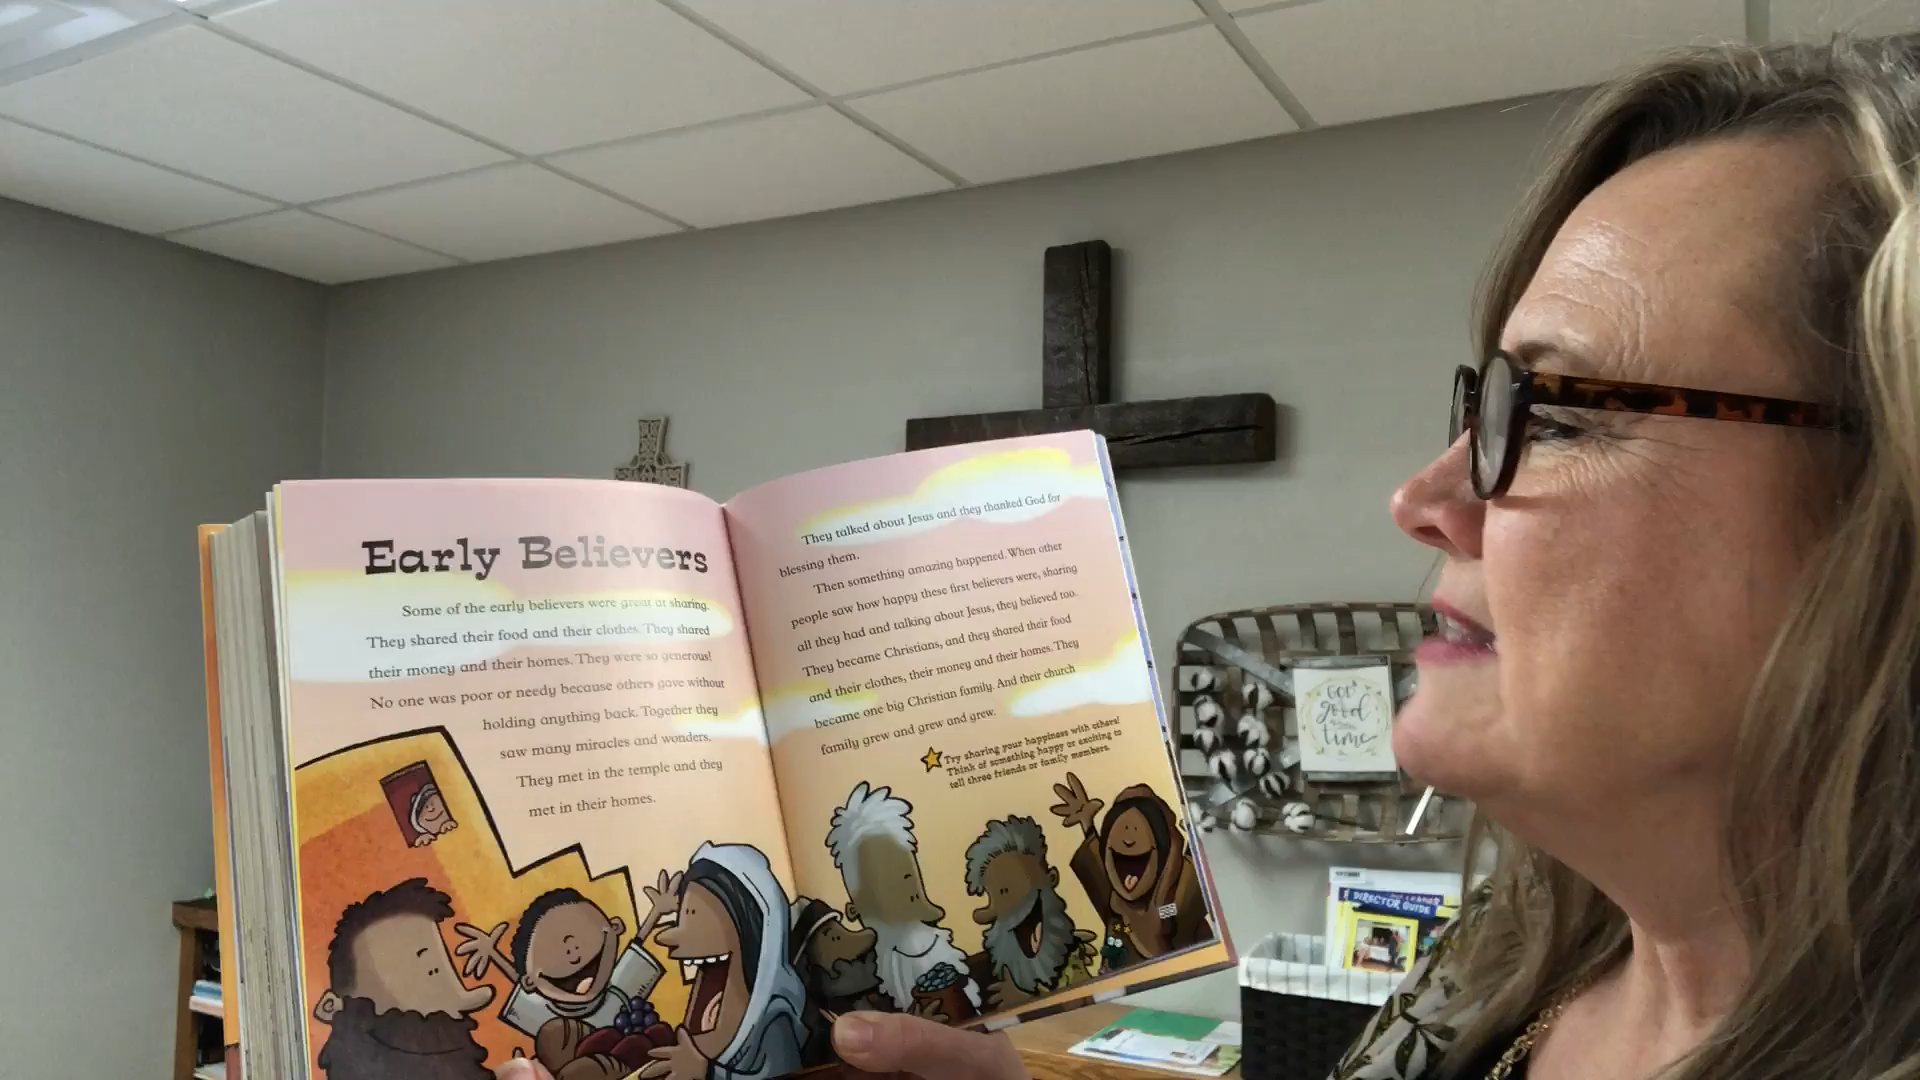 Early Believers
Some of the early believers were great at sharing.
They shared their food and their clothes. They shared
their money and their homes. They were so generous!
No one was poor or needy because others gave without
holding anything back. Together they
saw many miracles and wonders.
They met in the temple and they
met in their homes.
They talked about Jesus and they thanked God for
blessing them.
Then something amazing happened. When other
people saw how happy these first believers were, sharing
all they had and talking about Jesus, they believed too.
They became Christians, and they shared their food
and their clothes, their money and their homes. They
became one big Christian family. And their church
family grew and grew and grew.
Try sharing your happiness with others!
Think of something happy or exciting to
tell three friends or family members.
GOD
good
time
LEADER
DIRECTOR GUIDE